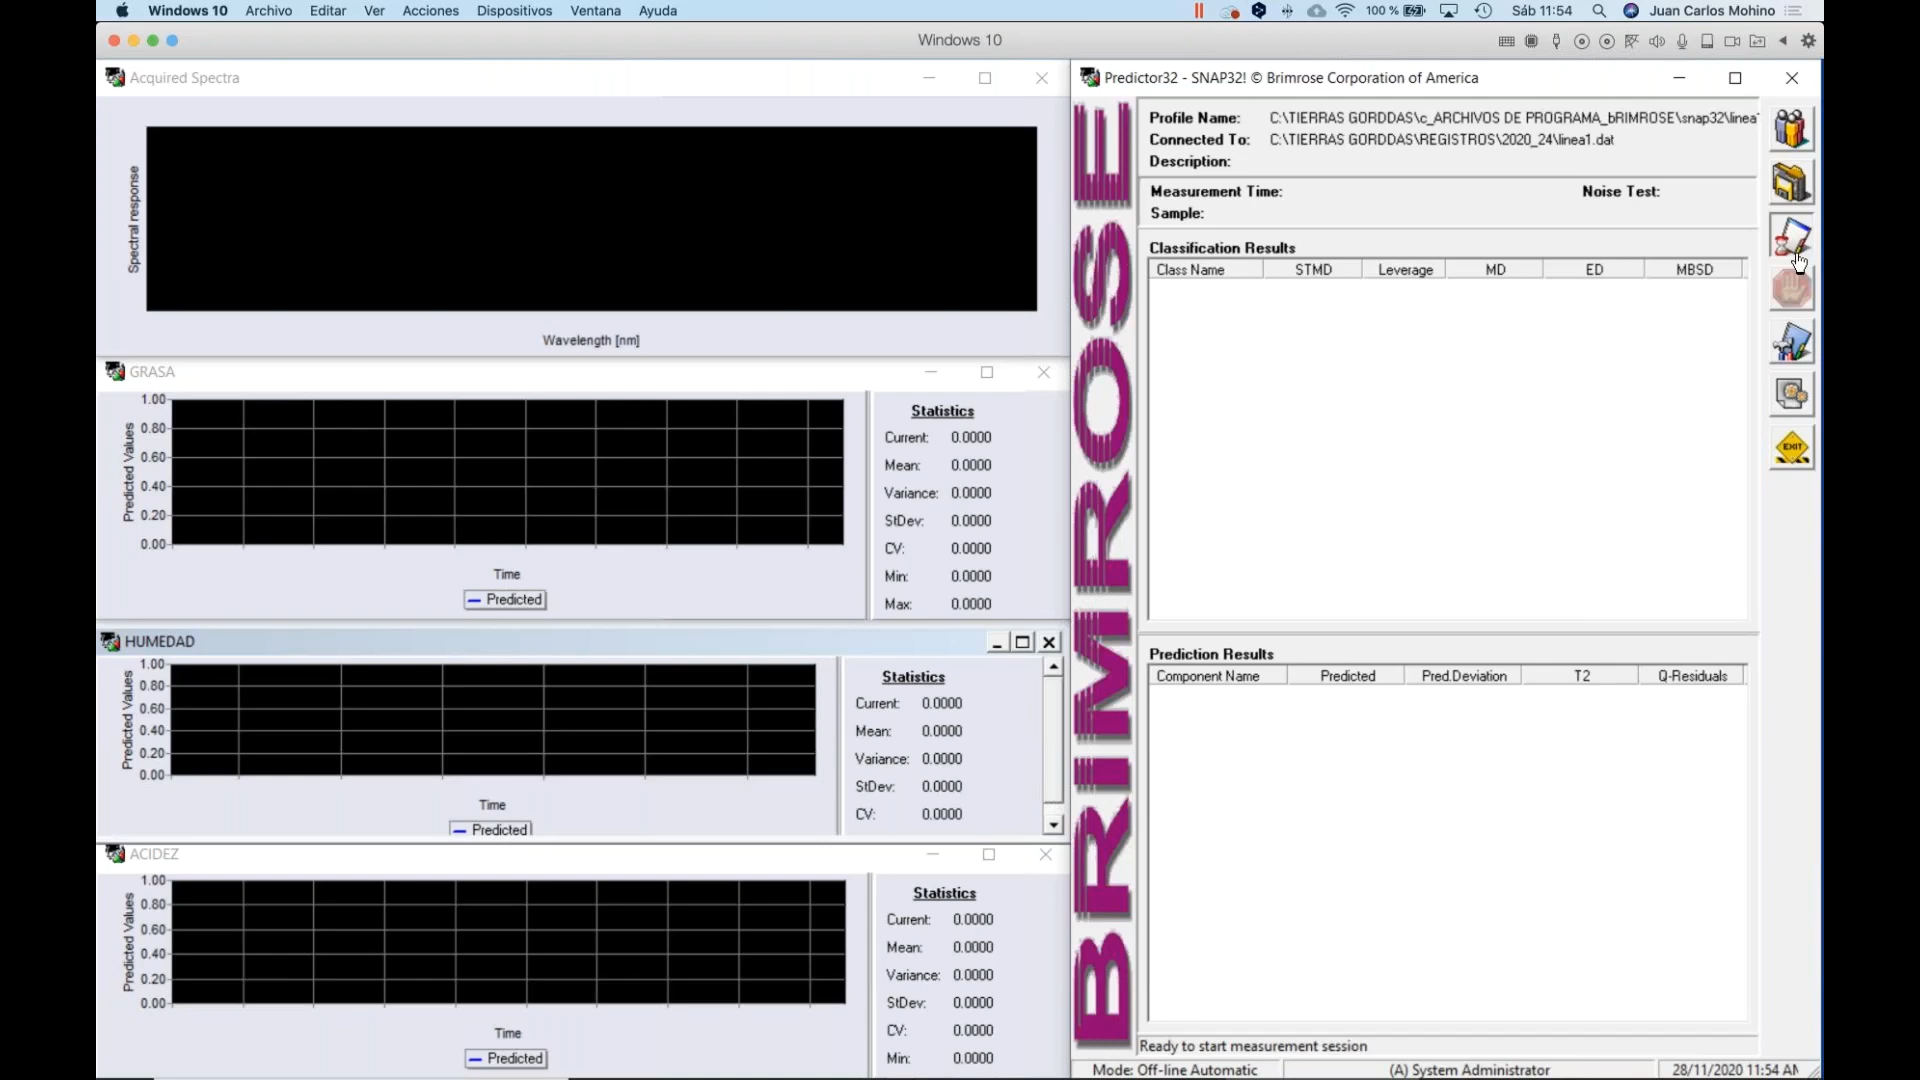 Windows 10 Archivo Editar Ver Acciones Dispositivos Ventana Ayuda 100 % Sáb 11:54 Juan Carlos Mohino
Windows 10
Acquired Spectra
Spectral response
Wavelength [nm]
GRASA
1.00
0.80
0.60
0.40
0.20
0.00
Predicted Values
Time
Predicted
Statistics
Current: 0.0000
Mean: 0.0000
Variance: 0.0000
StDev: 0.0000
CV: 0.0000
Min: 0.0000
Max: 0.0000
HUMEDAD
1.00
0.80
0.60
0.40
0.20
0.00
Predicted Values
Time
Predicted
Statistics
Current: 0.0000
Mean: 0.0000
Variance: 0.0000
StDev: 0.0000
CV: 0.0000
ACIDEZ
1.00
0.80
0.60
0.40
0.20
0.00
Predicted Values
Time
Predicted
Statistics
Current: 0.0000
Mean: 0.0000
Variance: 0.0000
StDev: 0.0000
CV: 0.0000
Min: 0.0000
Predictor32 - SNAP32! © Brimrose Corporation of America
BRIMROSE
Profile Name: C:\TIERRAS GORDDAS\c_ARCHIVOS DE PROGRAMA_bRIMROSE\snap32\linea
Connected To: C:\TIERRAS GORDDAS\REGISTROS\2020_24\linea1.dat
Description:
Measurement Time: Noise Test:
Sample:
Classification Results
Class Name STMD Leverage MD ED MBSD
Prediction Results
Component Name Predicted Pred.Deviation T2 Q-Residuals
Ready to start measurement session
Mode: Off-line Automatic (A) System Administrator 28/11/2020 11:54 AM
EXIT